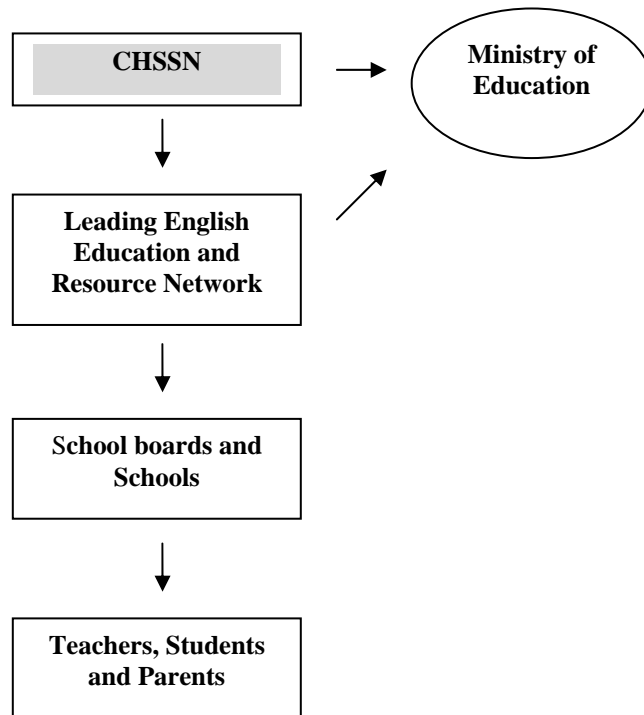 CHSSN
Ministry of
Education
Leading English
Education and
Resource Network
School boards and
Schools
Teachers, Students
and Parents